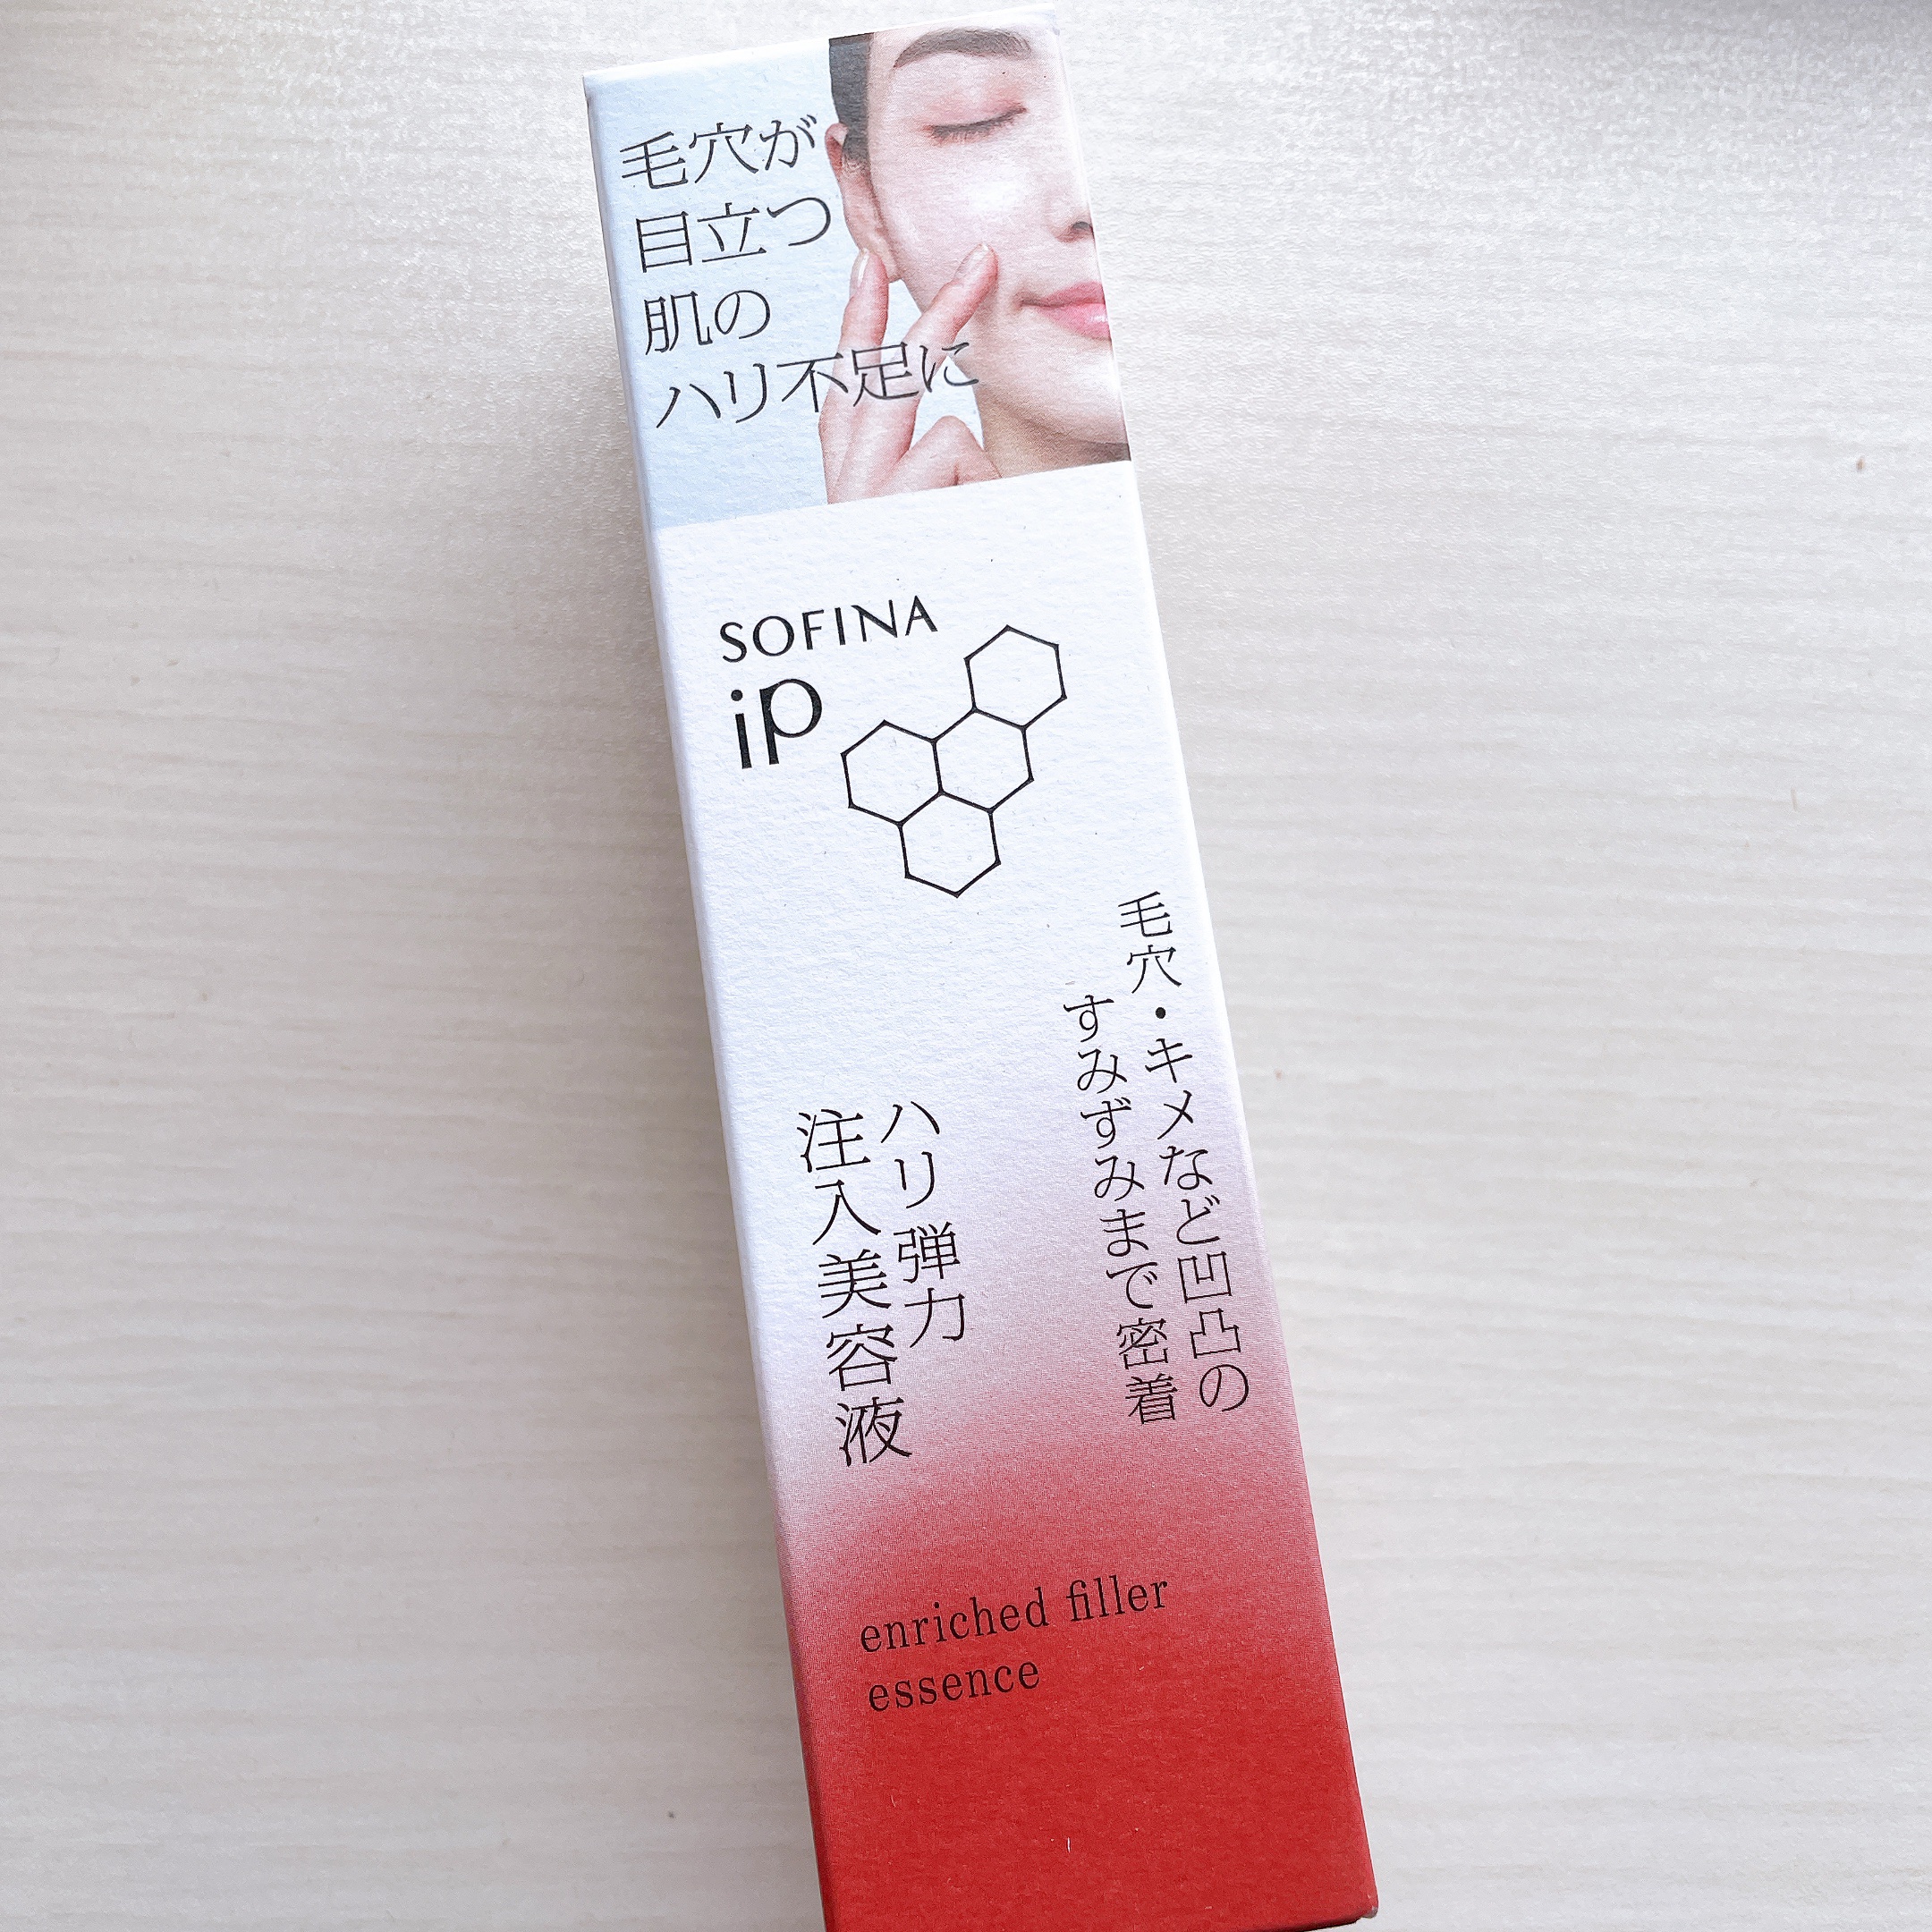 毛穴が
目立つ
肌の
ハリ不足に
SOFINA
iP
毛穴・キメなど凹凸の
すみずみまで密着
ハリ弾力
注入美容液
enriched filler
essence